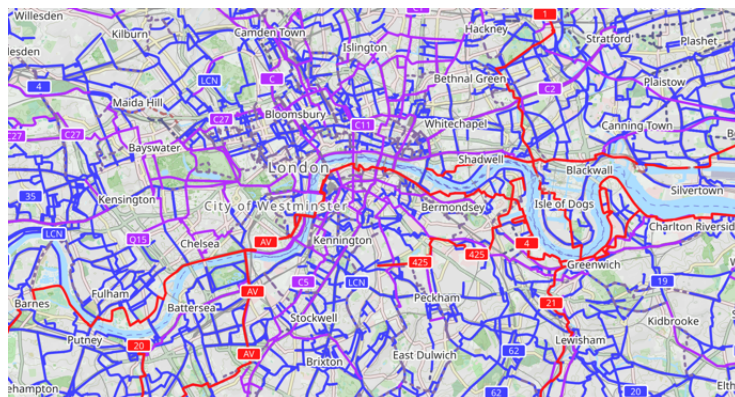 Willesden
Kilburn
Camden Town
C1
Hackney
1
Stratford
Plashet
Islington
lesden
4
LCN
C
Bethnal Green
C2
Plaistow
Maida Hill
Bloomsbury
C27
C27
C27
C11
Whitechapel
Canning Town
Bayswater
Shadwell
London
Blackwall
Silvertown
35
Kensington
City of Westminster
Bermondsey
Isle of Dogs
Charlton Riverside
LCN
Q15
Chelsea
AV
Kennington
4
425
425
Greenwich
C5
LCN
19
Barnes
Fulham
AV
Battersea
Peckham
21
Stockwell
Kidbrooke
Putney
20
AV
Lewisham
Brixton
East Dulwich
62
ehampton
62
20
Elth